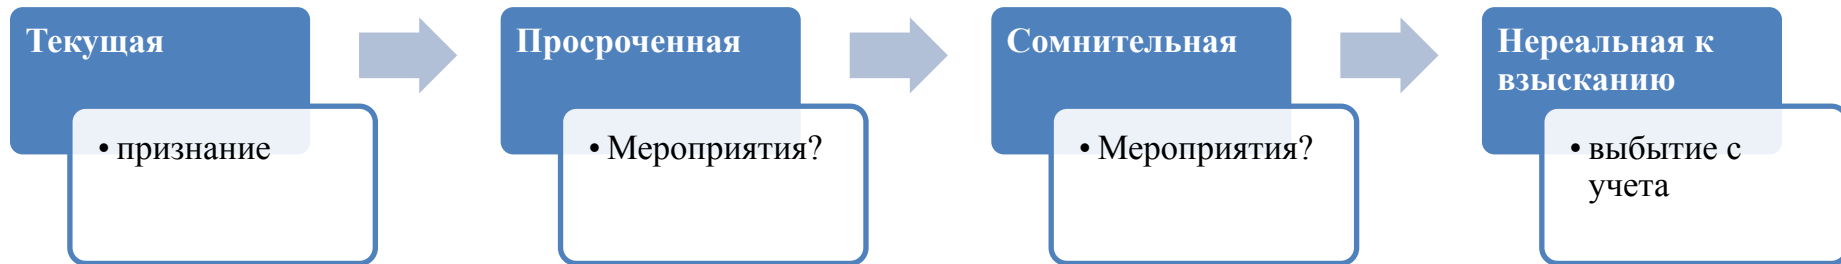 Текущая
• признание
Просроченная
• Мероприятия?
Сомнительная
• Мероприятия?
Нереальная к
взысканию
• выбытие с
учета